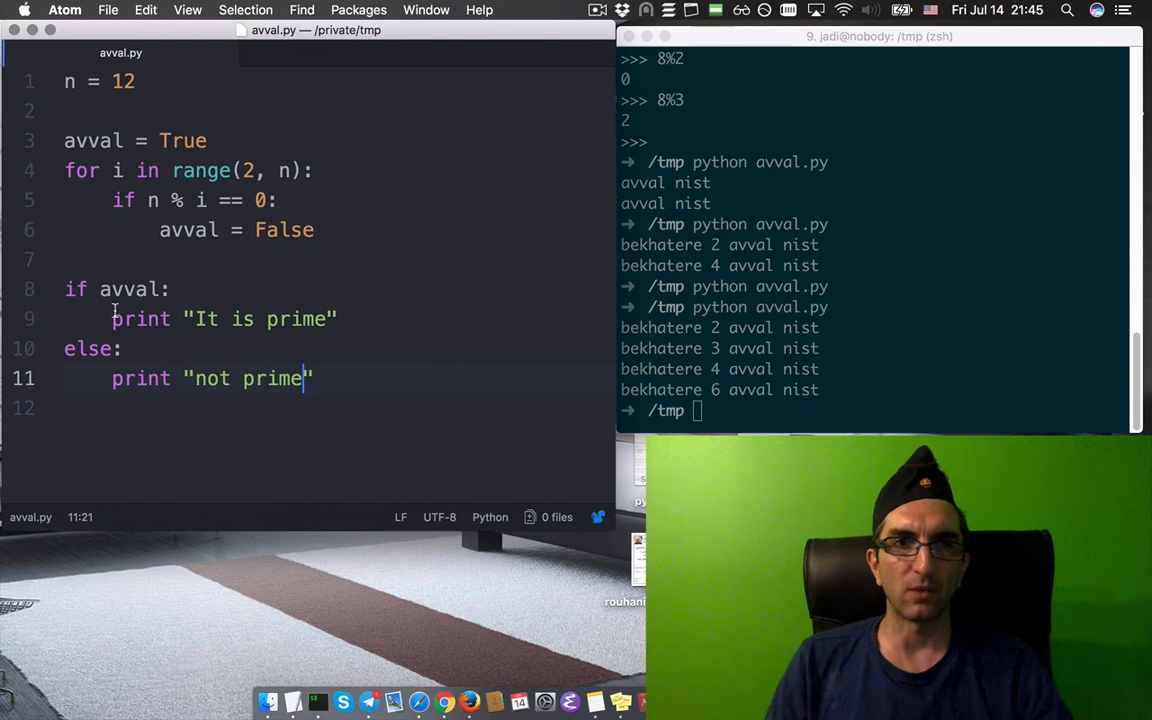 Atom File Edit View Selection Find Packages Window Help Fri Jul 14 21:45
avval.py — /private/tmp
avval.py
1 n = 12
2
3 avval = True
4 for i in range(2, n):
5 if n % i == 0:
6 avval = False
7
8 if avval:
9 print "It is prime"
10 else:
11 print "not prime"
12
avval.py 11:21 LF UTF-8 Python 0 files
9. jadi@nobody: /tmp (zsh)
>>> 8%2
0
>>> 8%3
2
>>>
➜ /tmp python avval.py
avval nist
avval nist
➜ /tmp python avval.py
bekhatere 2 avval nist
bekhatere 4 avval nist
➜ /tmp python avval.py
➜ /tmp python avval.py
bekhatere 2 avval nist
bekhatere 3 avval nist
bekhatere 4 avval nist
bekhatere 6 avval nist
➜ /tmp
py
rouhani
14